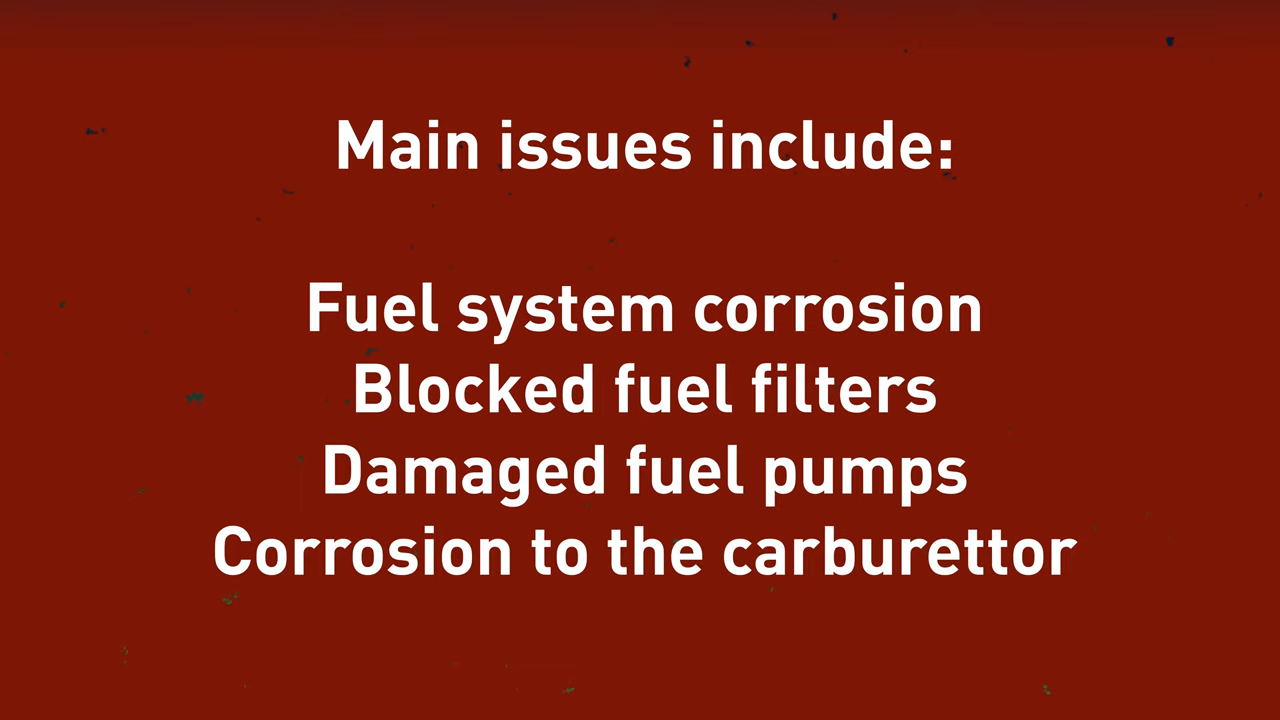 Main issues include:
Fuel system corrosion
Blocked fuel filters
Damaged fuel pumps
Corrosion to the carburettor